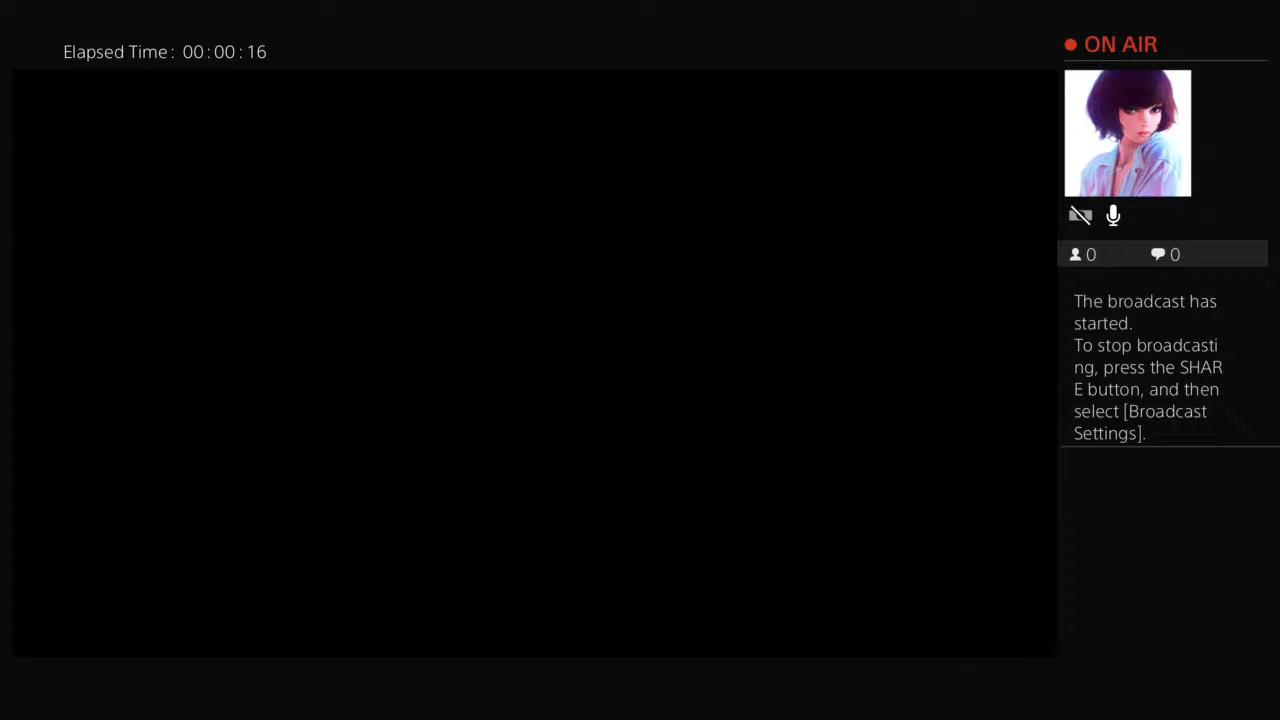 Elapsed Time: 00:00:16
ON AIR
0 0
The broadcast has
started.
To stop broadcasti
ng, press the SHAR
E button, and then
select [Broadcast
Settings].